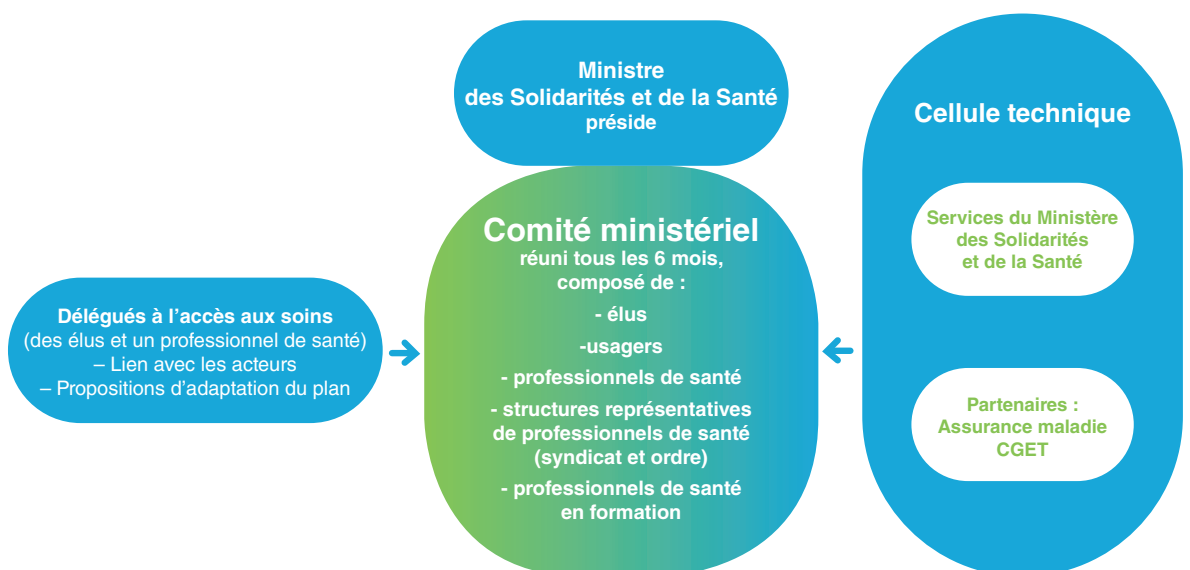 Ministre
des Solidarités et de la Santé
préside
Comité ministériel
réuni tous les 6 mois,
composé de :
- élus
-usagers
- professionnels de santé
- structures représentatives
de professionnels de santé
(syndicat et ordre)
- professionnels de santé
en formation
Délégués à l’accès aux soins
(des élus et un professionnel de santé)
– Lien avec les acteurs
– Propositions d’adaptation du plan
Cellule technique
Services du Ministère
des Solidarités
et de la Santé
Partenaires :
Assurance maladie
CGET